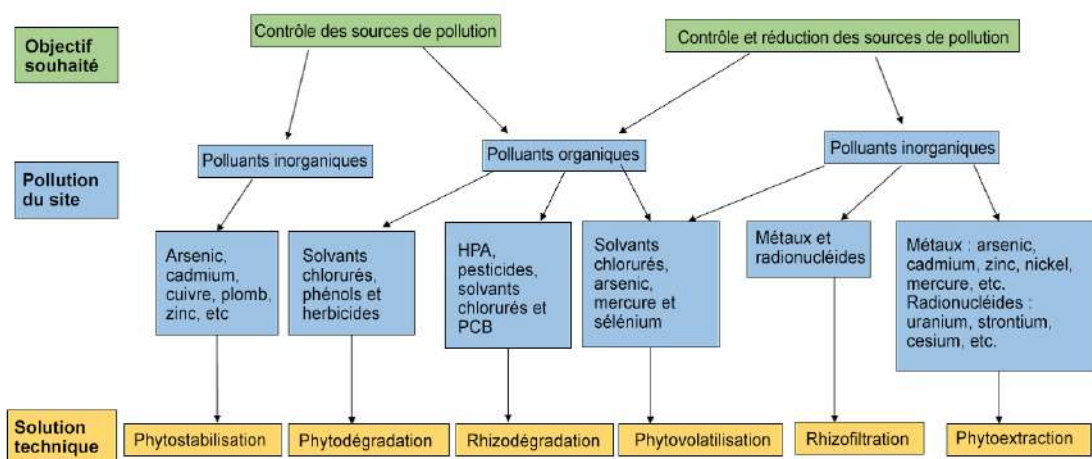 Objectif
souhaité
Contrôle des sources de pollution
Contrôle et réduction des sources de pollution
Pollution
du site
Polluants inorganiques
Polluants organiques
Polluants inorganiques
Arsenic,
cadmium,
cuivre, plomb,
zinc, etc
Solvants
chlorurés,
phénols et
herbicides
HPA,
pesticides,
solvants
chlorurés et
PCB
Solvants
chlorurés,
arsenic,
mercure et
sélénium
Métaux et
radionucléides
Métaux : arsenic,
cadmium, zinc, nickel,
mercure, etc.
Radionucléides :
uranium, strontium,
cesium, etc.
Solution
technique
Phytostabilisation
Phytodégradation
Rhizodégradation
Phytovolatilisation
Rhizofiltration
Phytoextraction